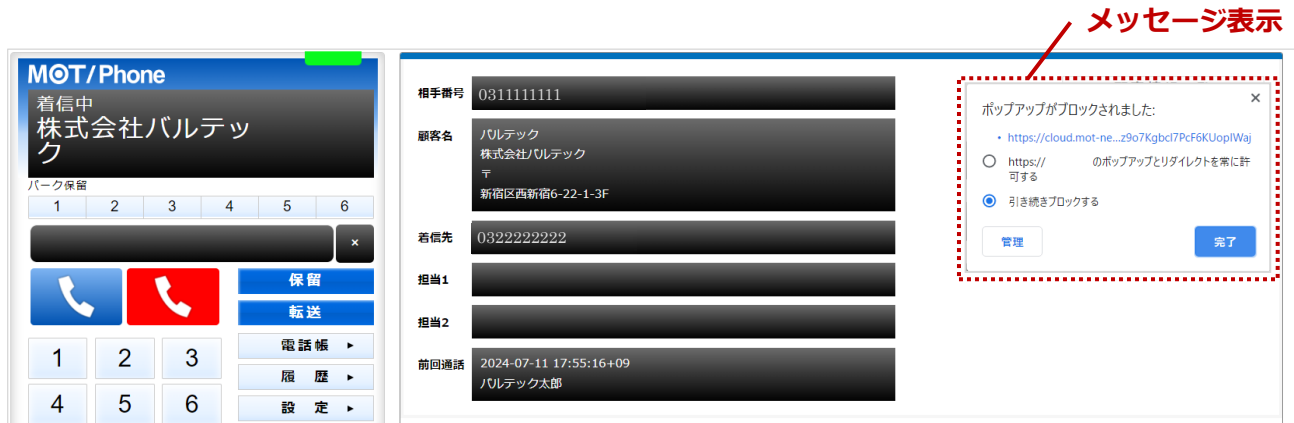 メッセージ表示
MOT/Phone
着信中
株式会社バルテッ
ク
パーク保留
1 2 3 4 5 6
×
保留
転送
電話帳 ▸
履 歴 ▸
設 定 ▸
1 2 3
4 5 6
相手番号 0311111111
顧客名 バルテック
株式会社バルテック
〒
新宿区西新宿6-22-1-3F
着信先 0322222222
担当1
担当2
前回通話 2024-07-11 17:55:16+09
バルテック太郎
×
ポップアップがブロックされました:
• https://cloud.mot-ne...z9o7KgbcI7PcF6KUopIWaj
https:// のポップアップとリダイレクトを常に許
可する
引き続きブロックする
管理 完了